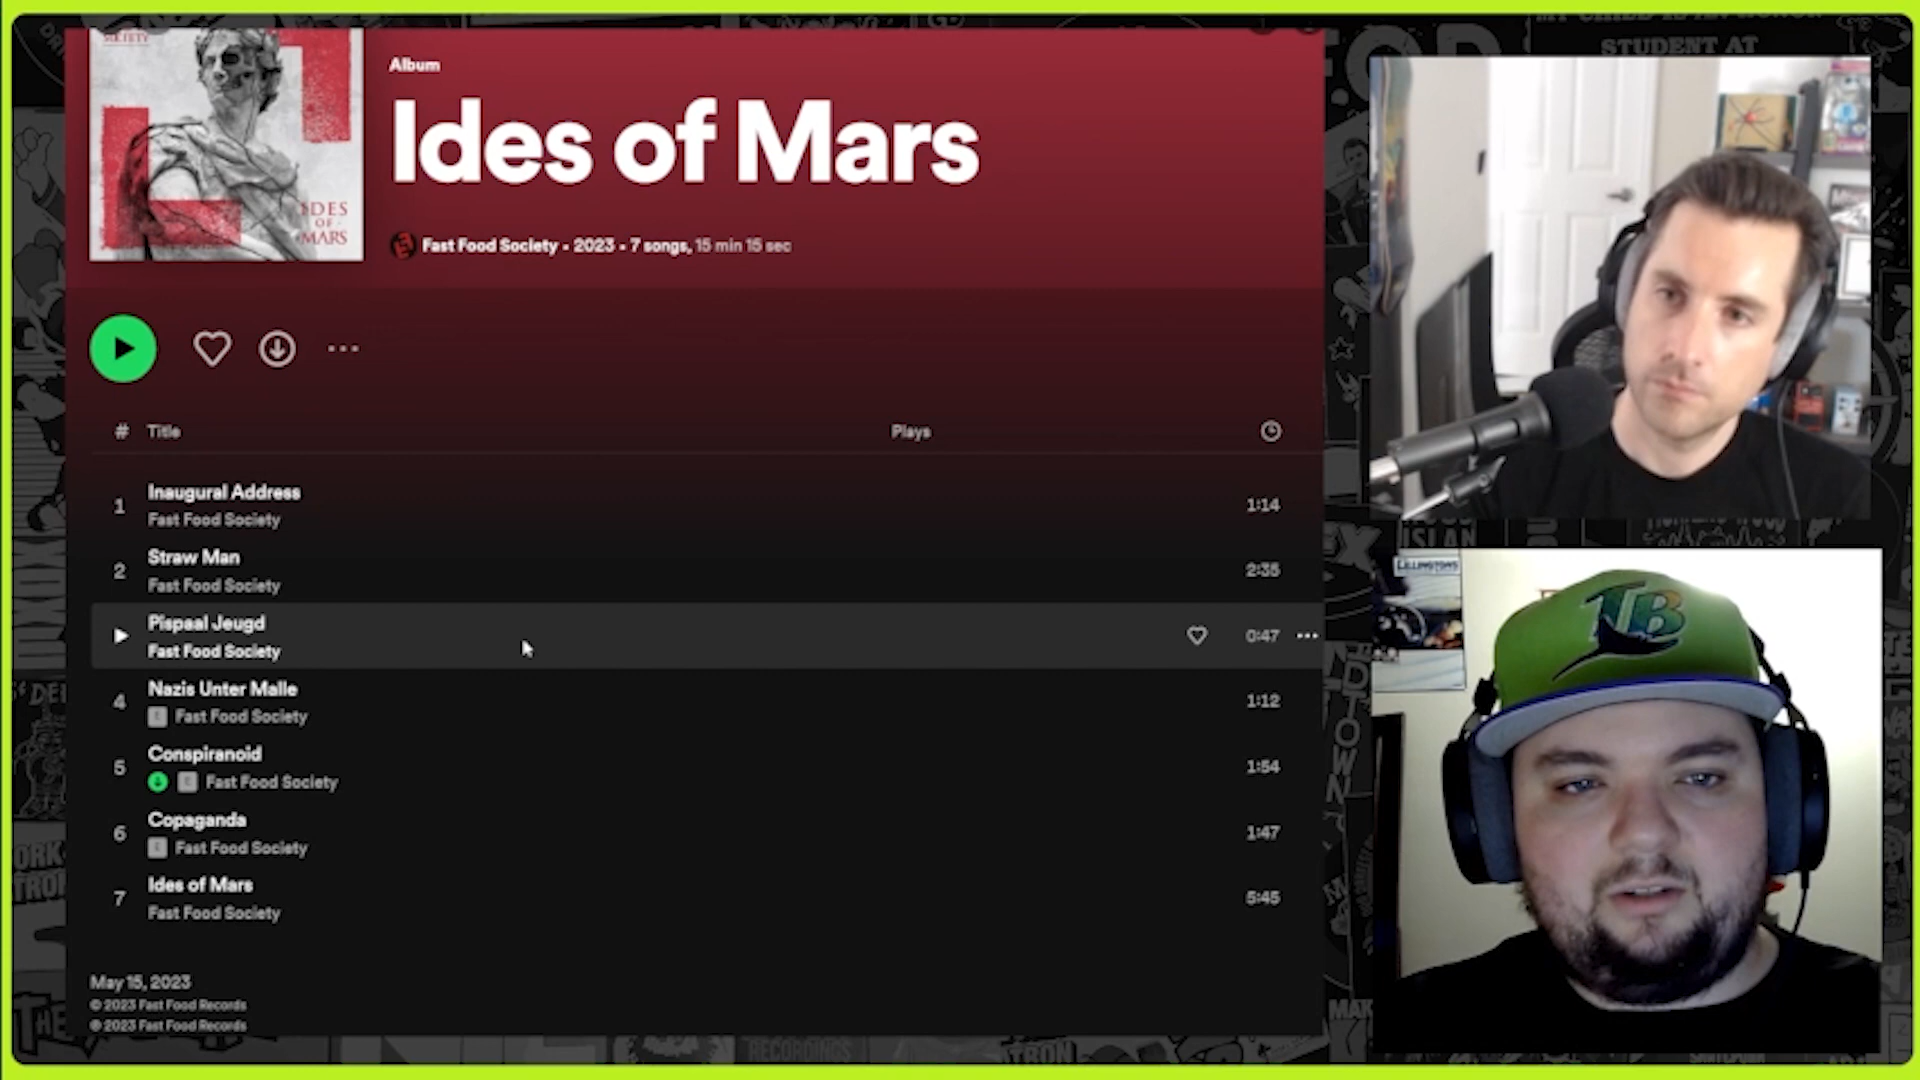 SOCIETY
IDES
OF
MARS
Album
Ides of Mars
Fast Food Society • 2023 • 7 songs, 15 min 15 sec
# Title Plays
1 Inaugural Address 1:14
Fast Food Society
2 Straw Man 2:35
Fast Food Society
Pispaal Jeugd 0:47
Fast Food Society
4 Nazis Unter Malle 1:12
E Fast Food Society
5 Conspiranoid 1:54
E Fast Food Society
6 Copaganda 1:47
E Fast Food Society
7 Ides of Mars 5:45
Fast Food Society
May 15, 2023
© 2023 Fast Food Records
℗ 2023 Fast Food Records
STUDENT AT
LILLINGTONS
TB
RECORDINGS